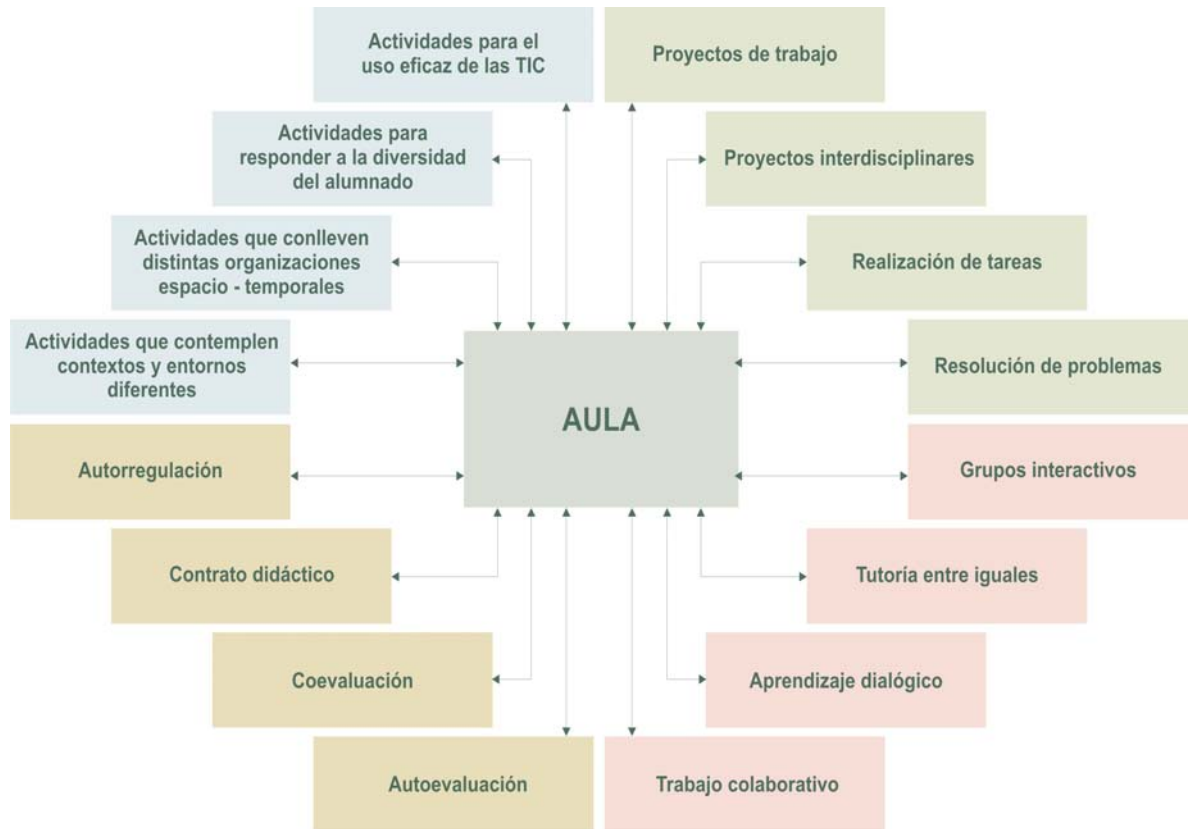 Actividades para el
uso eficaz de las TIC
Proyectos de trabajo
Actividades para
responder a la diversidad
del alumnado
Proyectos interdisciplinares
Actividades que conlleven
distintas organizaciones
espacio - temporales
Realización de tareas
Actividades que contemplen
contextos y entornos
diferentes
Resolución de problemas
AULA
Autorregulación
Grupos interactivos
Contrato didáctico
Tutoría entre iguales
Coevaluación
Aprendizaje dialógico
Autoevaluación
Trabajo colaborativo